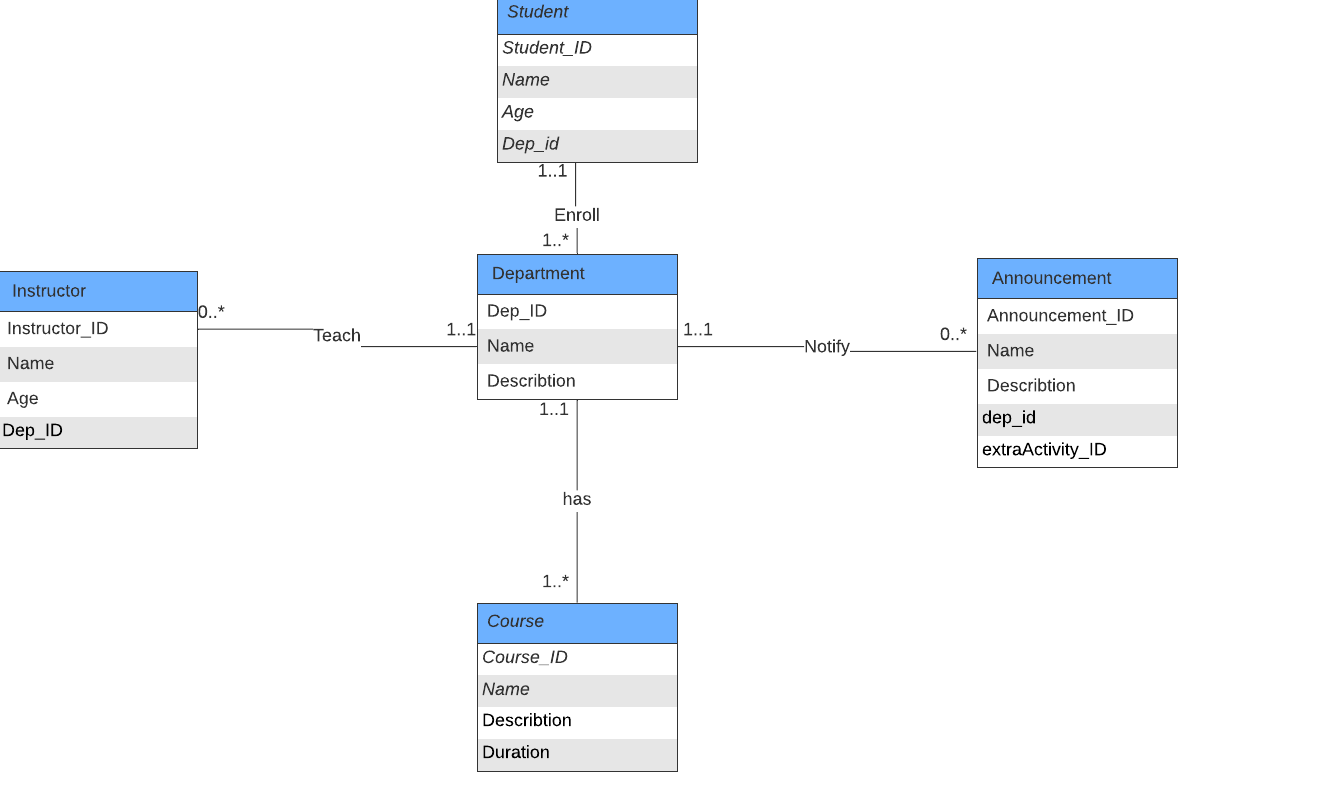 Student
Student_ID
Name
Age
Dep_id
1..1
Enroll
1..*
Instructor
Instructor_ID
Name
Age
Dep_ID
0..*
Teach
1..1
Department
Dep_ID
Name
Describtion
1..1
Notify
0..*
Announcement
Announcement_ID
Name
Describtion
dep_id
extraActivity_ID
1..1
has
1..*
Course
Course_ID
Name
Describtion
Duration